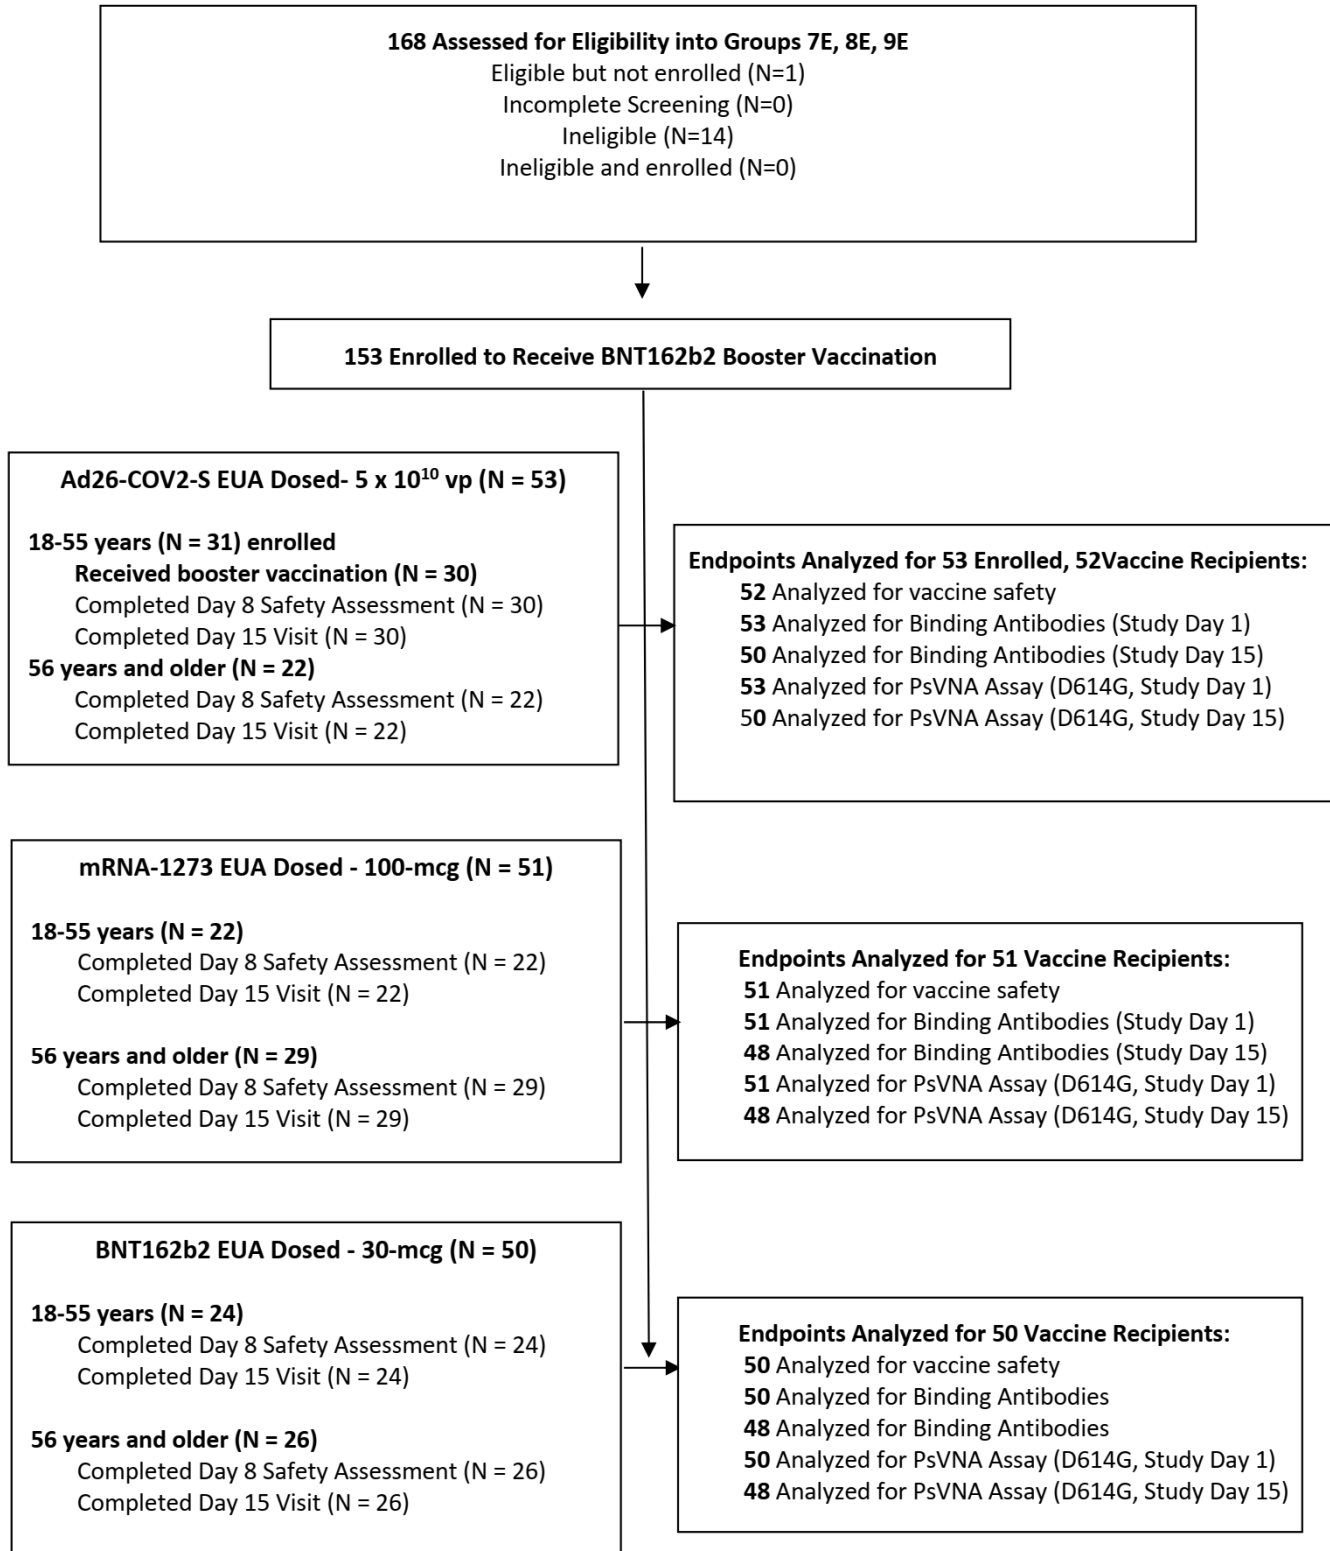 168 Assessed for Eligibility into Groups 7E, 8E, 9E
Eligible but not enrolled (N=1)
Incomplete Screening (N=0)
Ineligible (N=14)
Ineligible and enrolled (N=0)
153 Enrolled to Receive BNT162b2 Booster Vaccination
Ad26-COV2-S EUA Dosed- 5 x 10¹⁰ vp (N = 53)
18-55 years (N = 31) enrolled
Received booster vaccination (N = 30)
Completed Day 8 Safety Assessment (N = 30)
Completed Day 15 Visit (N = 30)
56 years and older (N = 22)
Completed Day 8 Safety Assessment (N = 22)
Completed Day 15 Visit (N = 22)
Endpoints Analyzed for 53 Enrolled, 52Vaccine Recipients:
52 Analyzed for vaccine safety
53 Analyzed for Binding Antibodies (Study Day 1)
50 Analyzed for Binding Antibodies (Study Day 15)
53 Analyzed for PsVNA Assay (D614G, Study Day 1)
50 Analyzed for PsVNA Assay (D614G, Study Day 15)
mRNA-1273 EUA Dosed - 100-mcg (N = 51)
18-55 years (N = 22)
Completed Day 8 Safety Assessment (N = 22)
Completed Day 15 Visit (N = 22)
56 years and older (N = 29)
Completed Day 8 Safety Assessment (N = 29)
Completed Day 15 Visit (N = 29)
Endpoints Analyzed for 51 Vaccine Recipients:
51 Analyzed for vaccine safety
51 Analyzed for Binding Antibodies (Study Day 1)
48 Analyzed for Binding Antibodies (Study Day 15)
51 Analyzed for PsVNA Assay (D614G, Study Day 1)
48 Analyzed for PsVNA Assay (D614G, Study Day 15)
BNT162b2 EUA Dosed - 30-mcg (N = 50)
18-55 years (N = 24)
Completed Day 8 Safety Assessment (N = 24)
Completed Day 15 Visit (N = 24)
56 years and older (N = 26)
Completed Day 8 Safety Assessment (N = 26)
Completed Day 15 Visit (N = 26)
Endpoints Analyzed for 50 Vaccine Recipients:
50 Analyzed for vaccine safety
50 Analyzed for Binding Antibodies
48 Analyzed for Binding Antibodies
50 Analyzed for PsVNA Assay (D614G, Study Day 1)
48 Analyzed for PsVNA Assay (D614G, Study Day 15)